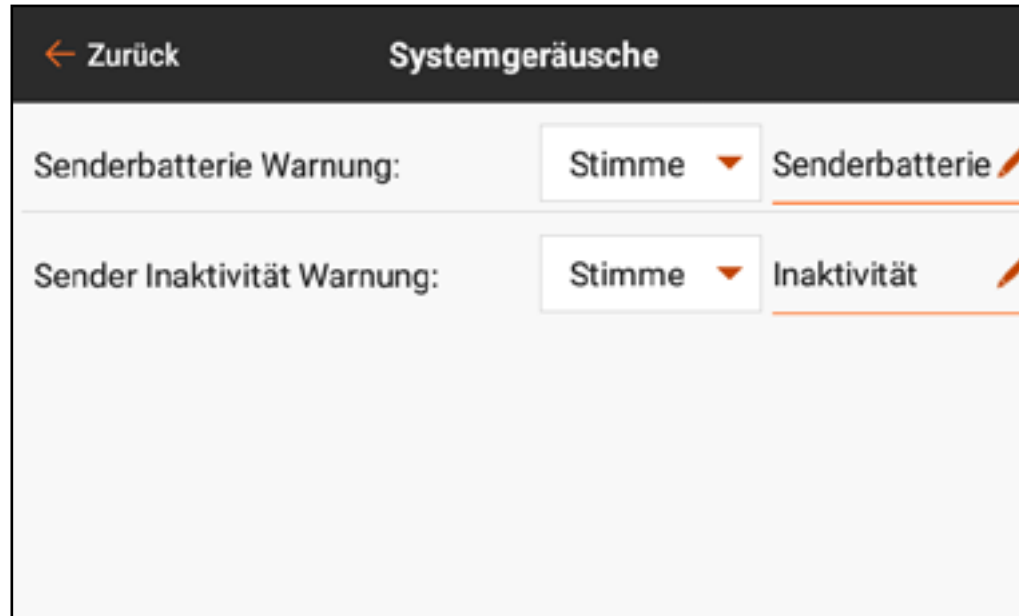 ← Zurück Systemgeräusche
Senderbatterie Warnung: Stimme Senderbatterie
Sender Inaktivität Warnung: Stimme Inaktivität